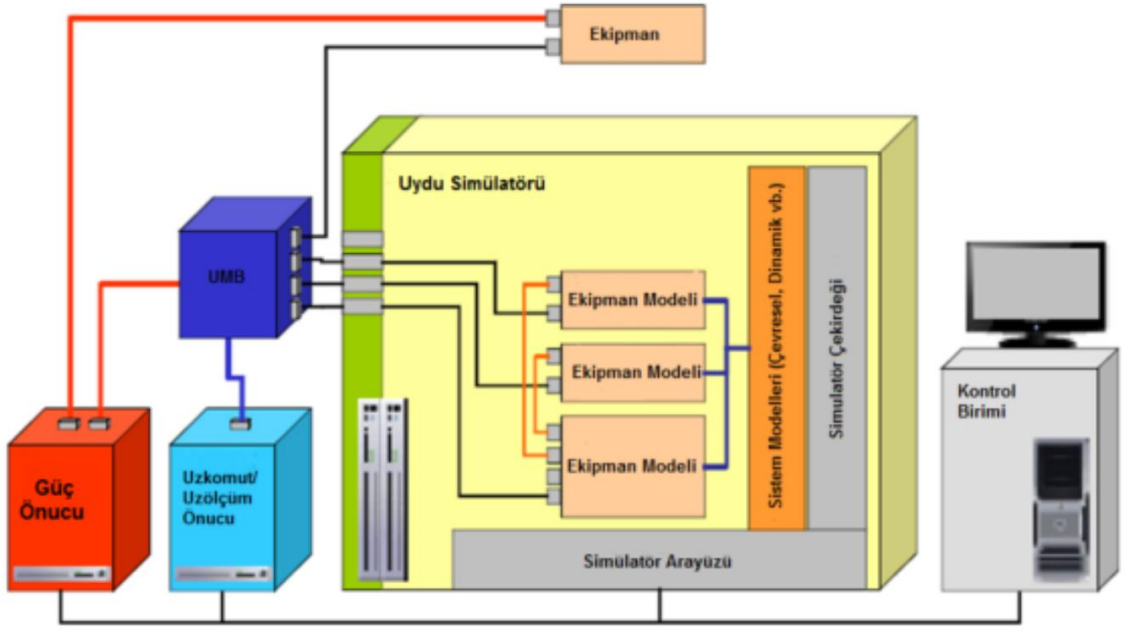 Ekipman
Uydu Simülatörü
UMB
Ekipman Modeli
Ekipman Modeli
Ekipman Modeli
Sistem Modelleri (Çevresel, Dinamik vb.)
Simulatör Çekirdeği
Kontrol
Birimi
Güç
Önucu
Uzkomut/
Uzölçüm
Önucu
Simülatör Arayüzü